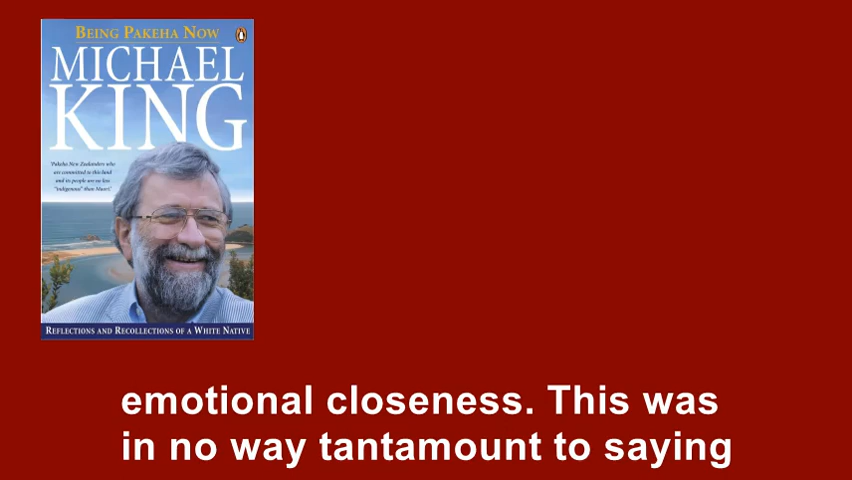 BEING PAKEHA NOW
MICHAEL
KING
'Pakeha New Zealanders who
are committed to this land
and its people are no less
"indigenous" than Maori.'
REFLECTIONS AND RECOLLECTIONS OF A WHITE NATIVE
emotional closeness. This was
in no way tantamount to saying